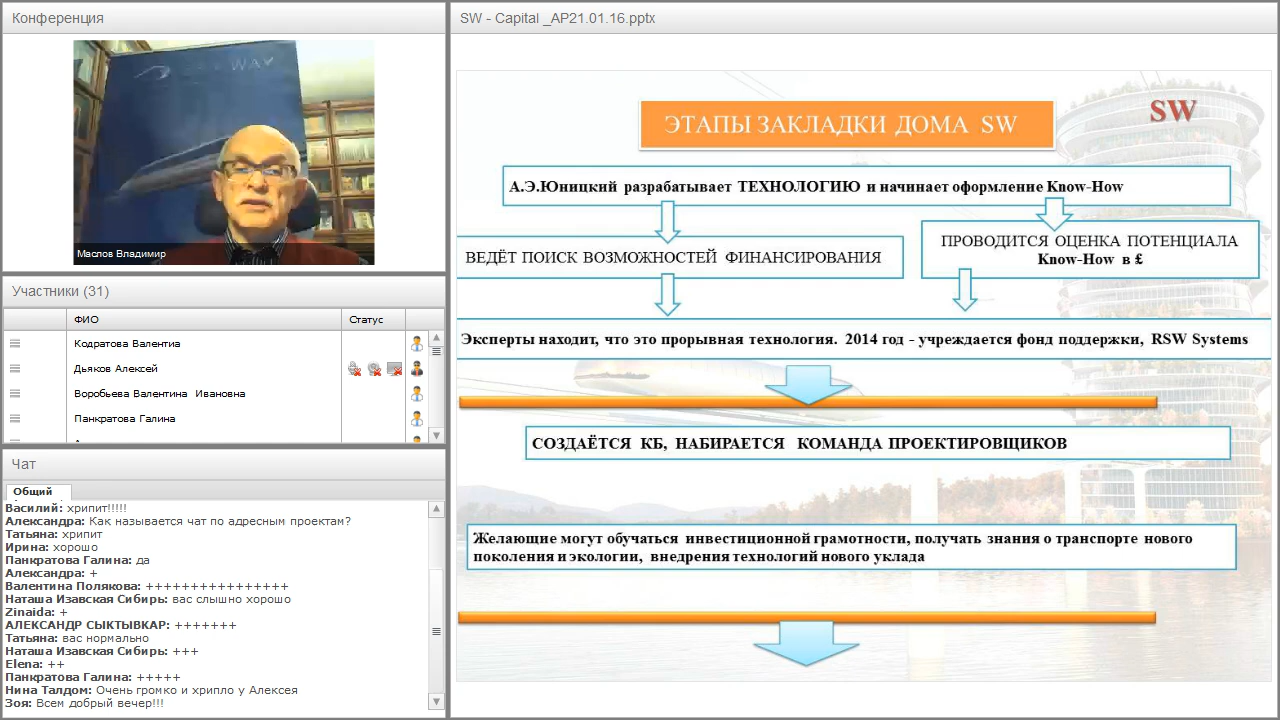 Конференция
WAY
Маслов Владимир
Участники (31)
ФИО
Статус
Кодратова Валентиа
Дьяков Алексей
Воробьева Валентина Ивановна
Панкратова Галина
Чат
Общий
Василий: хрипит!!!!!
Александра: Как называется чат по адресным проектам?
Татьяна: хрипит
Ирина: хорошо
Панкратова Галина: да
Александра: +
Валентина Полякова: ++++++++++++++++
Наташа Изавская Сибирь: вас слышно хорошо
Zinaida: +
АЛЕКСАНДР СЫКТЫВКАР: +++++++
Татьяна: вас нормально
Наташа Изавская Сибирь: +++
Elena: ++
Панкратова Галина: +++++
Нина Талдом: Очень громко и хрипло у Алексея
Зоя: Всем добрый вечер!!!
SW - Capital _AP21.01.16.pptx
SW
ЭТАПЫ ЗАКЛАДКИ ДОМА SW
А.Э.Юницкий разрабатывает ТЕХНОЛОГИЮ и начинает оформление Know-How
ВЕДЁТ ПОИСК ВОЗМОЖНОСТЕЙ ФИНАНСИРОВАНИЯ
ПРОВОДИТСЯ ОЦЕНКА ПОТЕНЦИАЛА
Know-How в £
Эксперты находит, что это прорывная технология. 2014 год - учреждается фонд поддержки, RSW Systems
СОЗДАЁТСЯ КБ, НАБИРАЕТСЯ КОМАНДА ПРОЕКТИРОВЩИКОВ
Желающие могут обучаться инвестиционной грамотности, получать знания о транспорте нового
поколения и экологии, внедрения технологий нового уклада